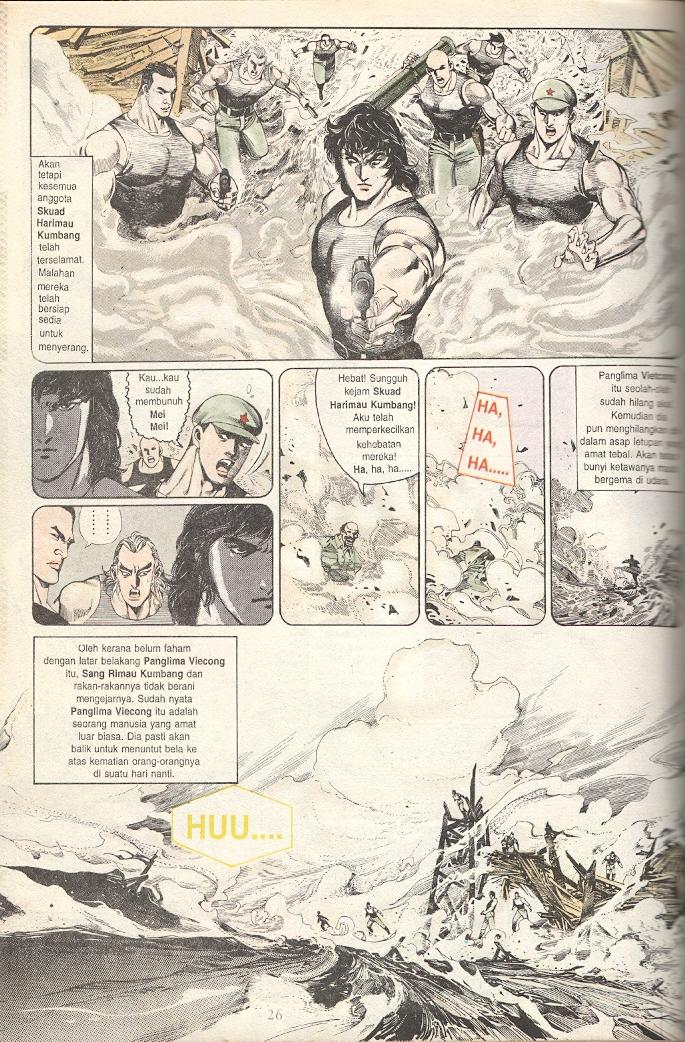 Akan
tetapi
kesemua
anggota
Skuad
Harimau
Kumbang
telah
terselamat.
Malahan
mereka
telah
bersiap
sedia
untuk
menyerang.
Kau...kau
sudah
membunuh
Mei
Mei!
Hebat! Sungguh
kejam Skuad
Harimau Kumbang!
Aku telah
memperkecilkan
kehebatan
mereka!
Ha, ha, ha.....
HA,
HA,
HA.....
Panglima Vietcong
itu seolah-olah
sudah hilang
Kemudian dia
pun menghilangkan
dalam asap letupan
amat tebal. Akan
bunyi ketawanya
bergema di udara.
Oleh kerana belum faham
dengan latar belakang Panglima Viecong
itu, Sang Rimau Kumbang dan
rakan-rakannya tidak berani
mengejarnya. Sudah nyata
Panglima Viecong itu adalah
seorang manusia yang amat
luar biasa. Dia pasti akan
balik untuk menuntut bela ke
atas kematian orang-orangnya
di suatu hari nanti.
HUU....
26